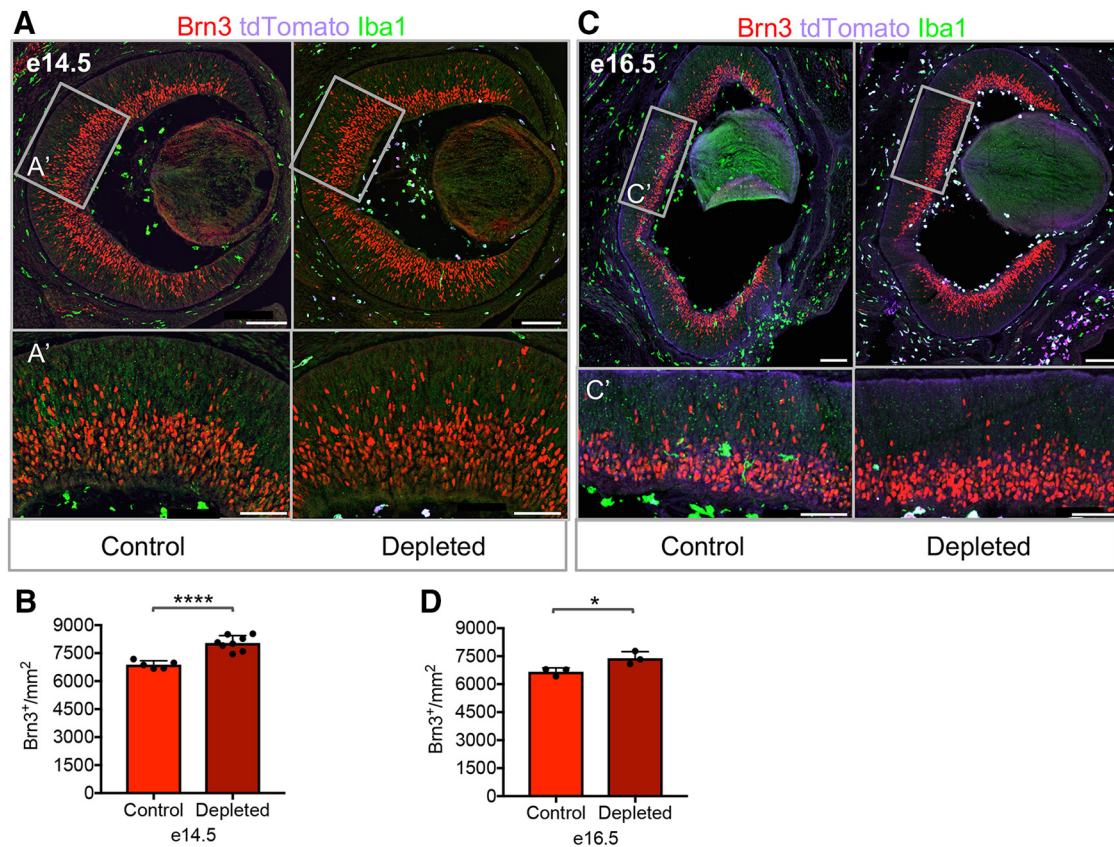 A
Brn3 tdTomato Iba1
e14.5
A’
A’
Control
Depleted
C
Brn3 tdTomato Iba1
e16.5
C’
C’
Control
Depleted
B
****
9000
7500
6000
4500
3000
1500
0
Brn3+/mm2
Control
Depleted
e14.5
D
*
9000
7500
6000
4500
3000
1500
0
Brn3+/mm2
Control
Depleted
e16.5